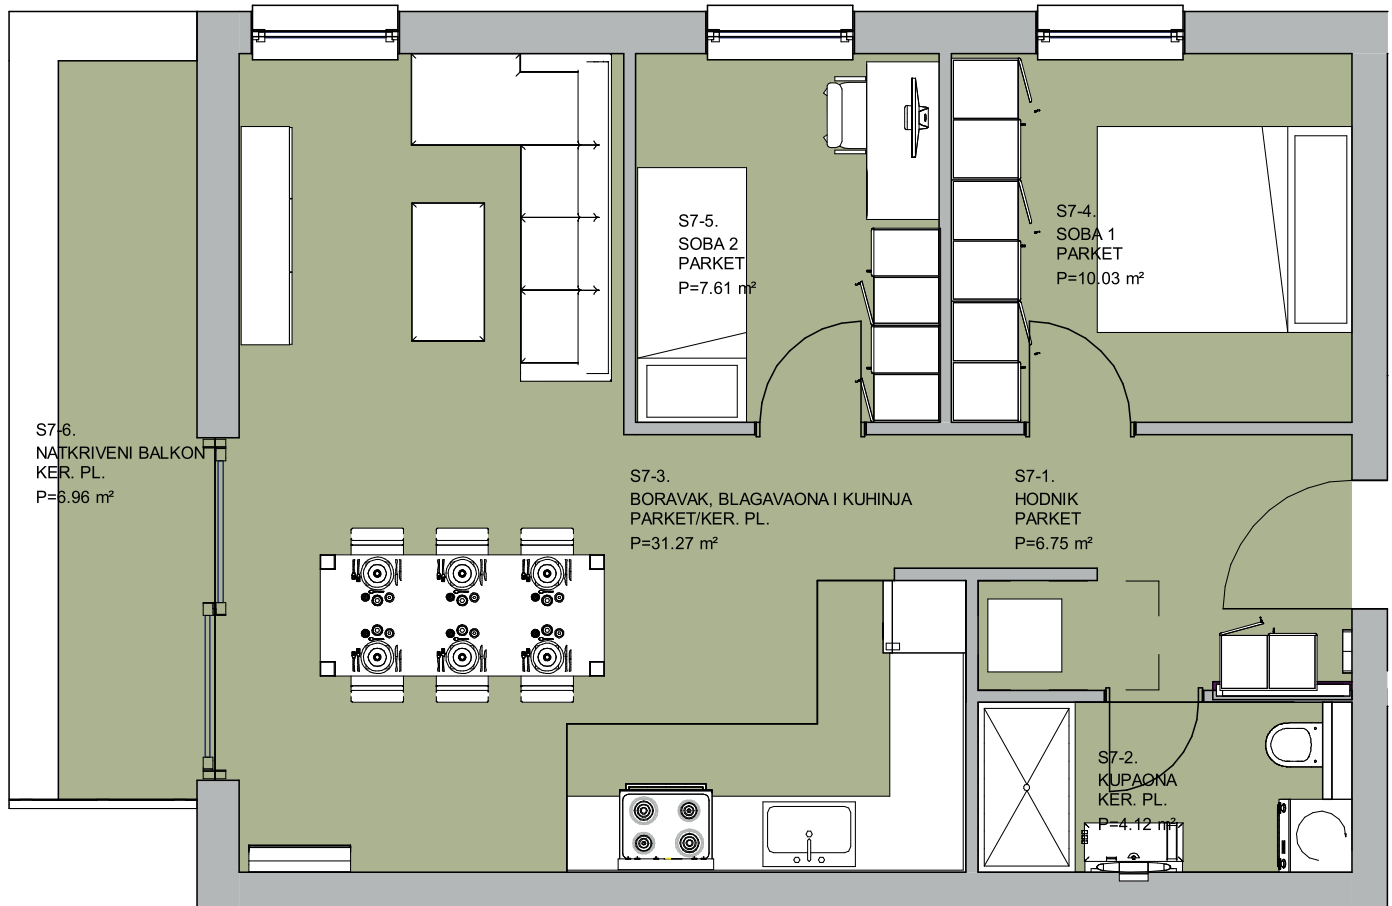 S7-5.
SOBA 2
PARKET
P=7.61 m²
S7-4.
SOBA 1
PARKET
P=10.03 m²
S7-6.
NATKRIVENI BALKON
KER. PL.
P=6.96 m²
S7-3.
BORAVAK, BLAGAVAONA I KUHINJA
PARKET/KER. PL.
P=31.27 m²
S7-1.
HODNIK
PARKET
P=6.75 m²
S7-2.
KUPAONA
KER. PL.
P=4.12 m²